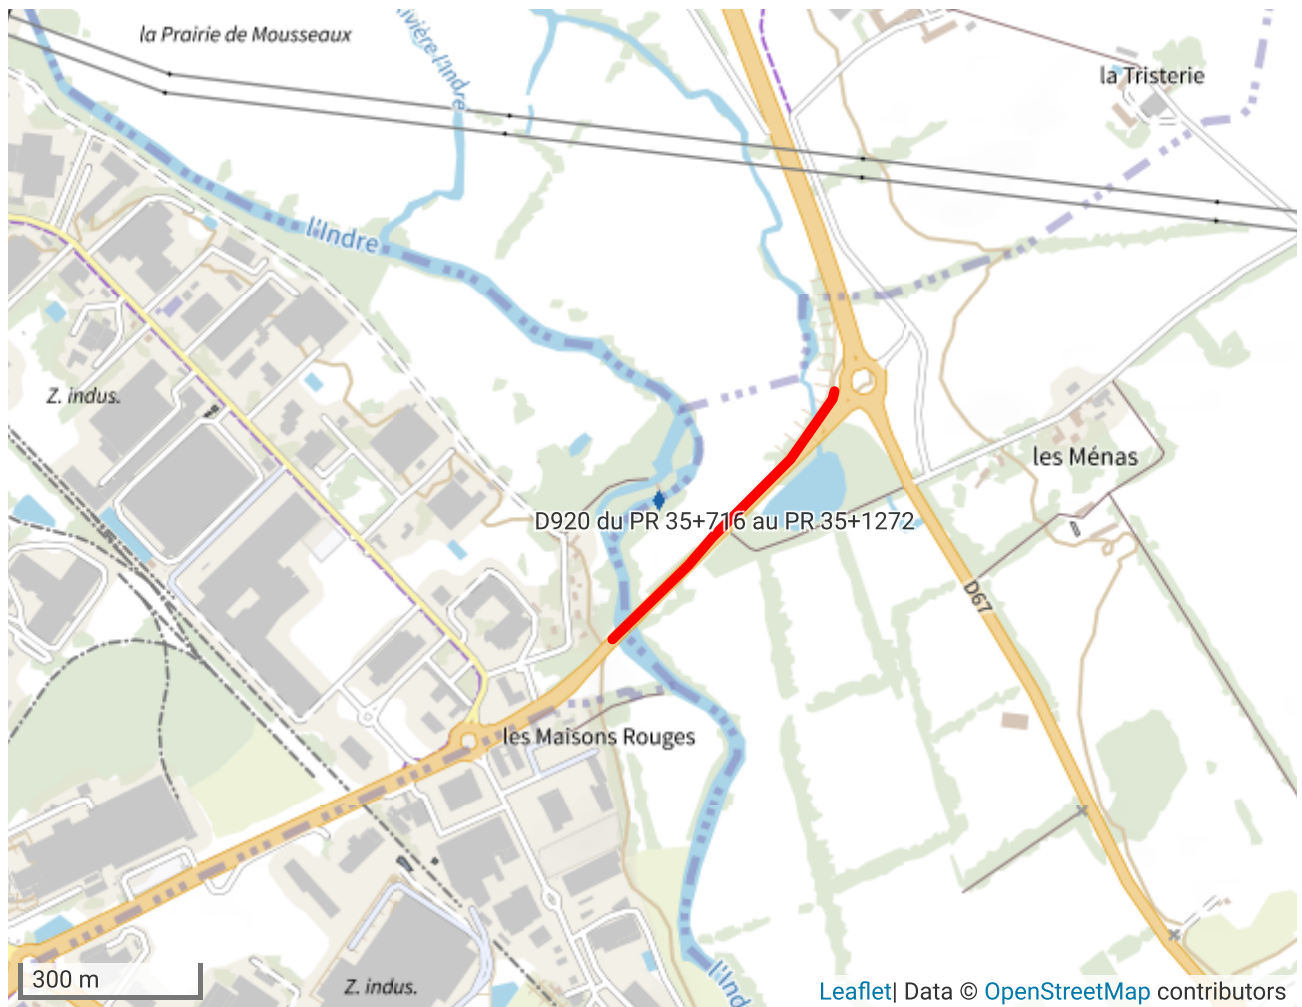 la Prairie de Mousseaux
Rivière l'Indre
la Tristerie
l'Indre
Z. indus.
les Ménas
D920 du PR 35+716 au PR 35+1272
D67
les Maisons Rouges
300 m
Z. indus.
l'Ind
Leaflet| Data © OpenStreetMap contributors